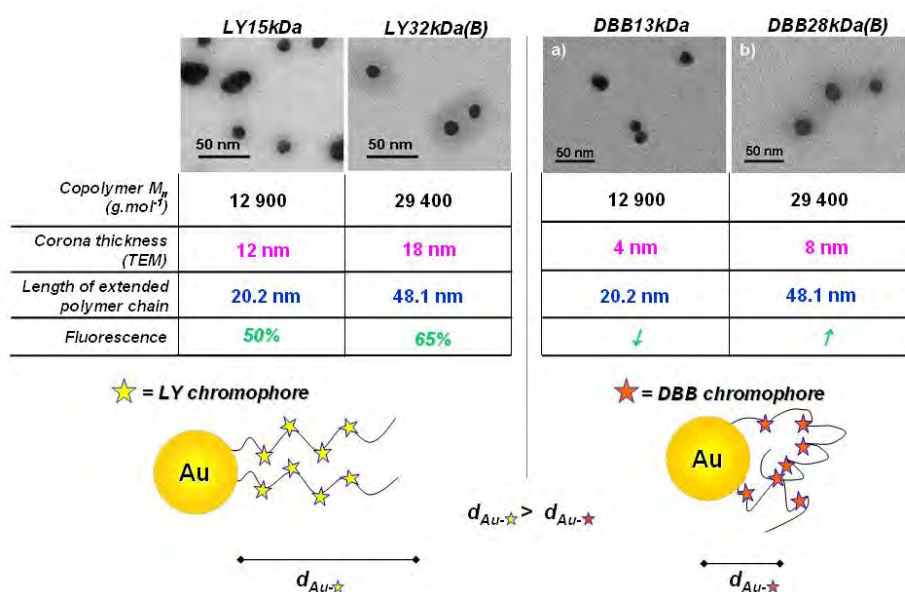 LY15kDa LY32kDa(B) DBB13kDa DBB28kDa(B)
a) b)
50 nm 50 nm 50 nm 50 nm
Copolymer Mn
(g.mol-1)
12 900 29 400 12 900 29 400
Corona thickness
(TEM)
12 nm 18 nm 4 nm 8 nm
Length of extended
polymer chain
20.2 nm 48.1 nm 20.2 nm 48.1 nm
Fluorescence 50% 65% ↓ ↑
= LY chromophore = DBB chromophore
Au Au
dAu-☆ > dAu-★
dAu-☆ dAu-★